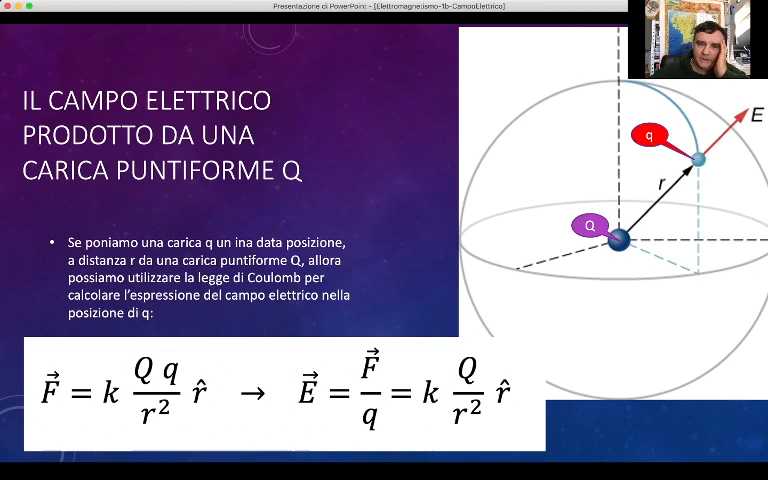 Presentazione di PowerPoint - [Elettromagnetismo-1b-CampoElettrico]
IL CAMPO ELETTRICO
PRODOTTO DA UNA
CARICA PUNTIFORME Q
• Se poniamo una carica q un ina data posizione,
a distanza r da una carica puntiforme Q, allora
possiamo utilizzare la legge di Coulomb per
calcolare l'espressione del campo elettrico nella
posizione di q:
E
q
r
Q
F⃗ = k Q q / r² r̂ → E⃗ = F⃗ / q = k Q / r² r̂